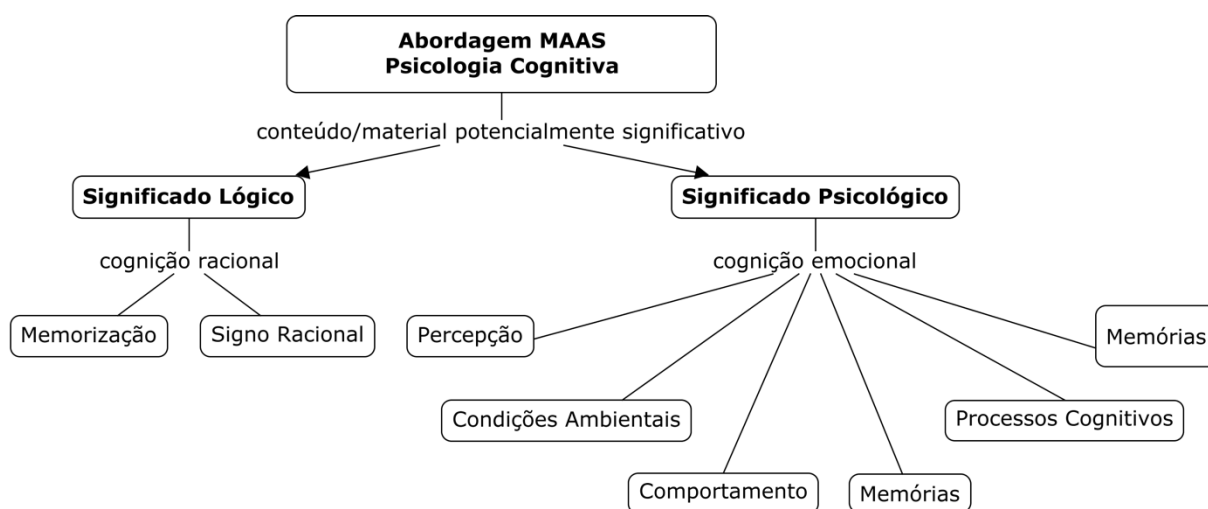 Abordagem MAAS
Psicologia Cognitiva
conteúdo/material potencialmente significativo
Significado Lógico
Significado Psicológico
cognição racional
cognição emocional
Memorização
Signo Racional
Percepção
Memórias
Condições Ambientais
Processos Cognitivos
Comportamento
Memórias